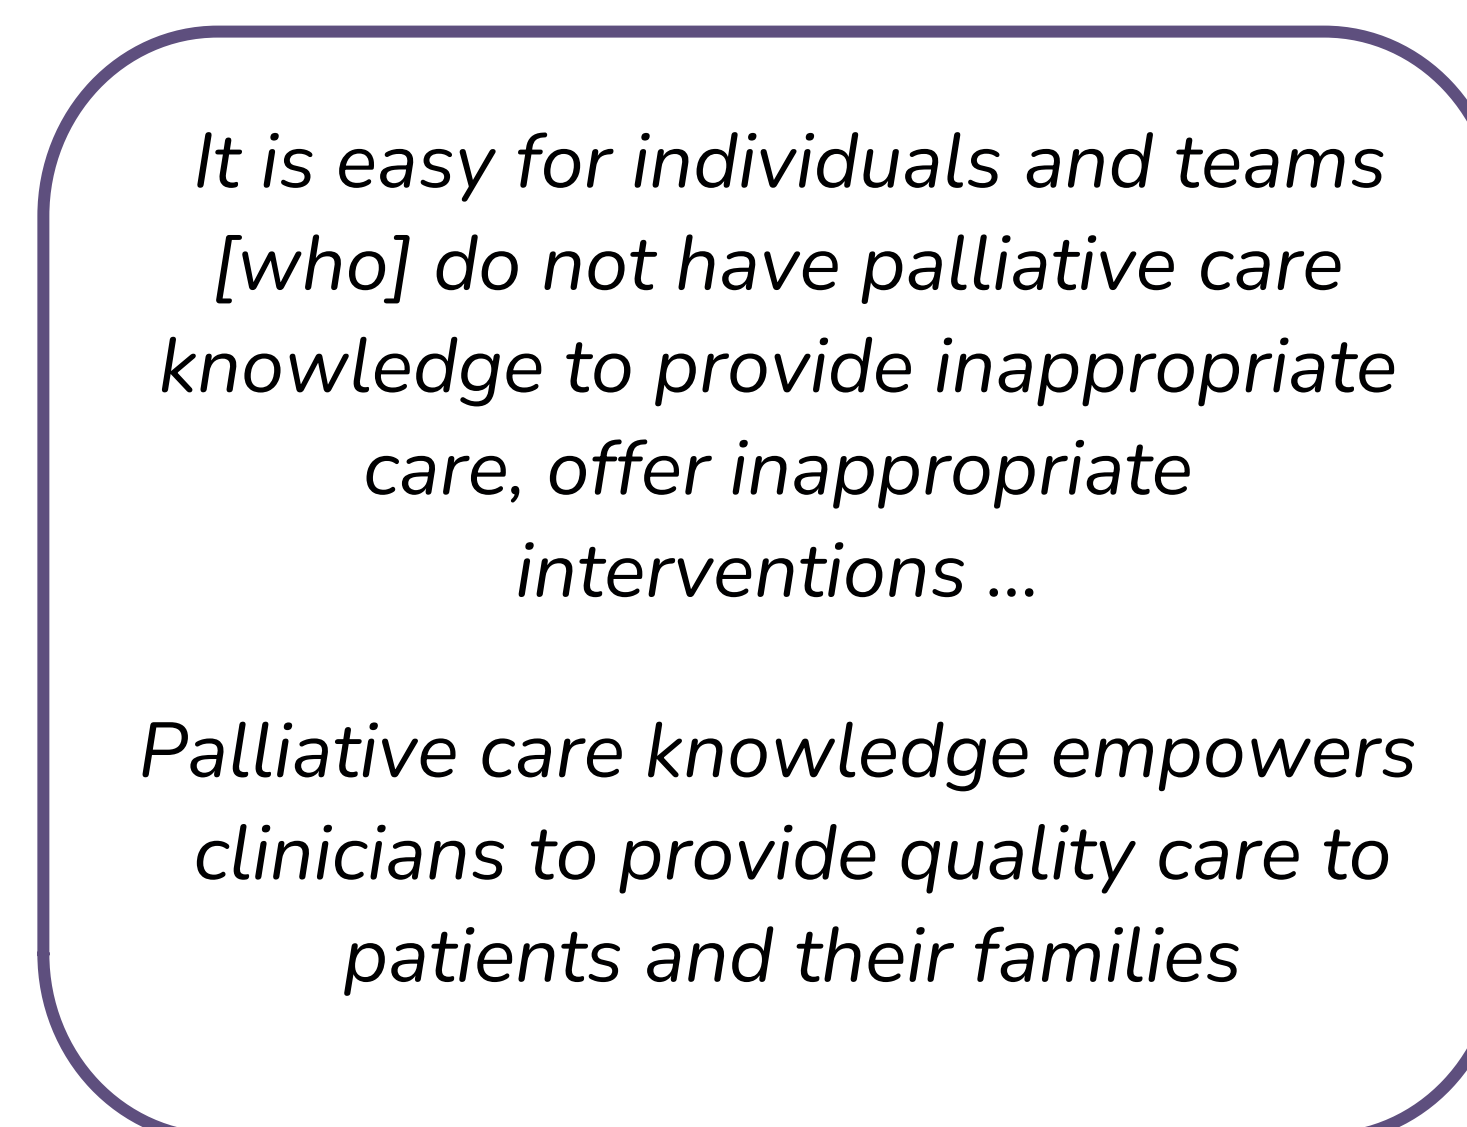 It is easy for individuals and teams
[who] do not have palliative care
knowledge to provide inappropriate
care, offer inappropriate
interventions ...
Palliative care knowledge empowers
clinicians to provide quality care to
patients and their families